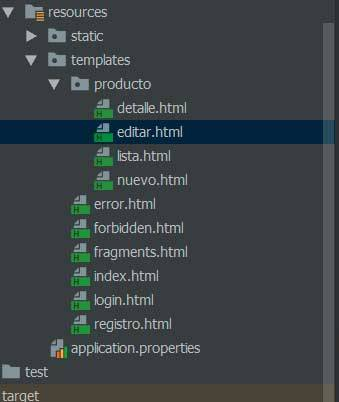 resources
static
templates
producto
detalle.html
editar.html
lista.html
nuevo.html
error.html
forbidden.html
fragments.html
index.html
login.html
registro.html
application.properties
test
target